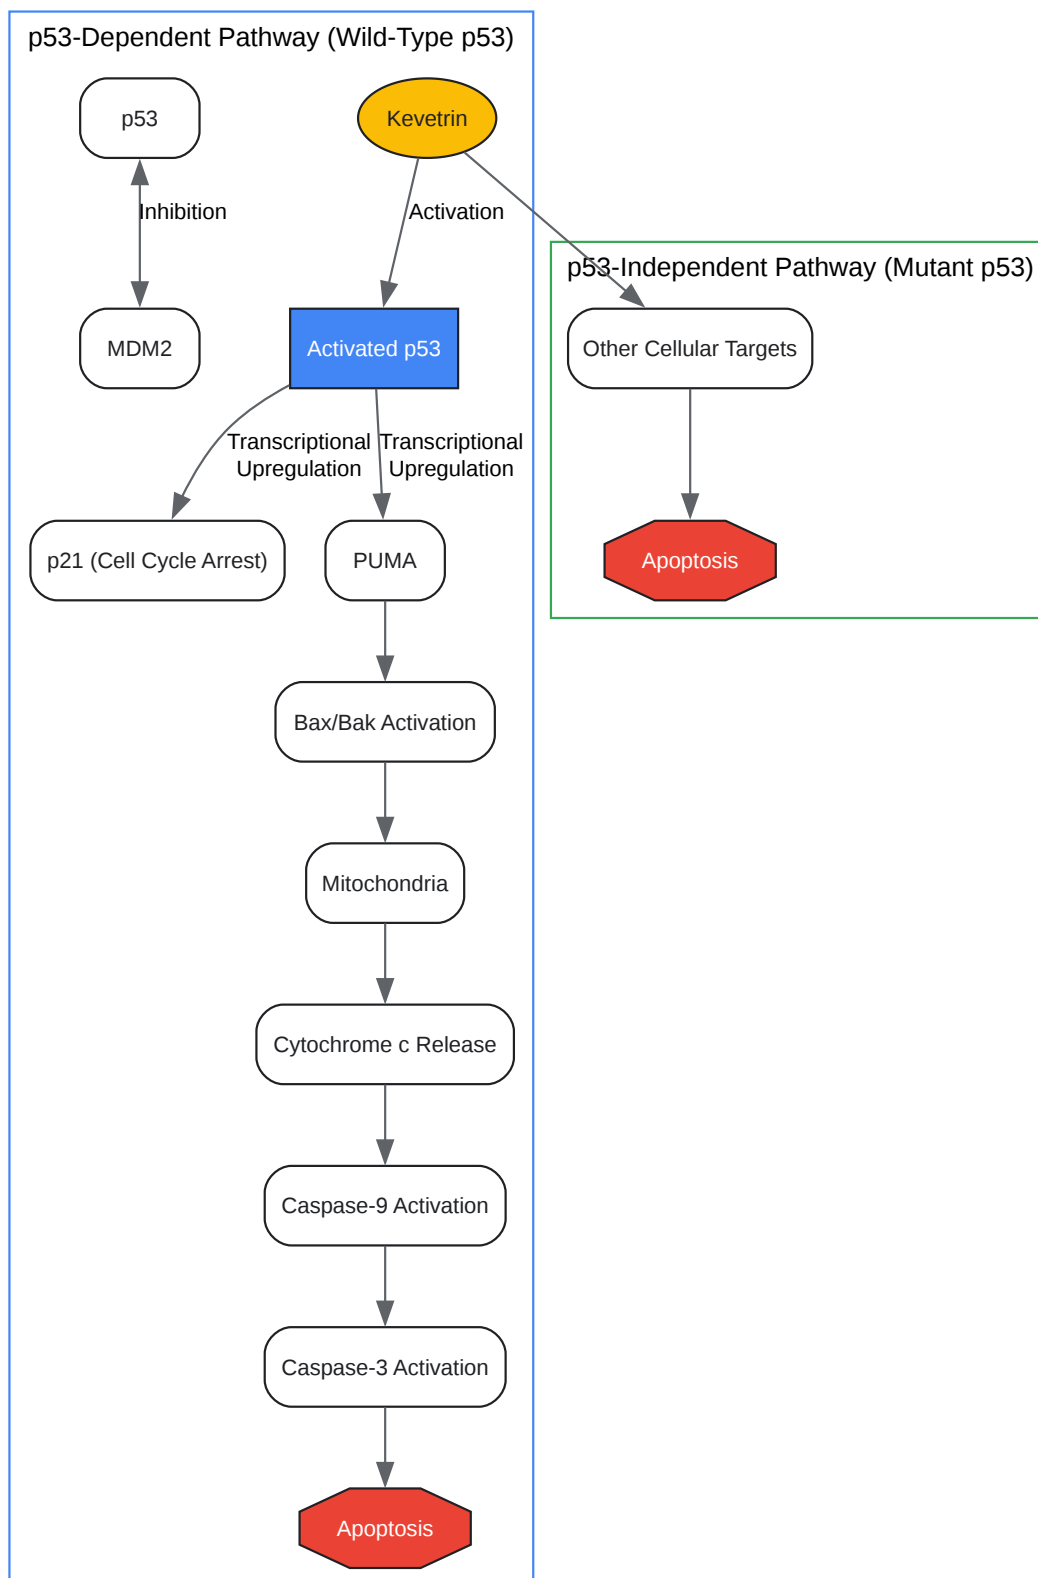 p53-Dependent Pathway (Wild-Type p53)
p53
Kevetrin
Inhibition
Activation
p53-Independent Pathway (Mutant p53)
MDM2
Activated p53
Other Cellular Targets
Transcriptional
Upregulation
Transcriptional
Upregulation
p21 (Cell Cycle Arrest)
PUMA
Apoptosis
Bax/Bak Activation
Mitochondria
Cytochrome c Release
Caspase-9 Activation
Caspase-3 Activation
Apoptosis